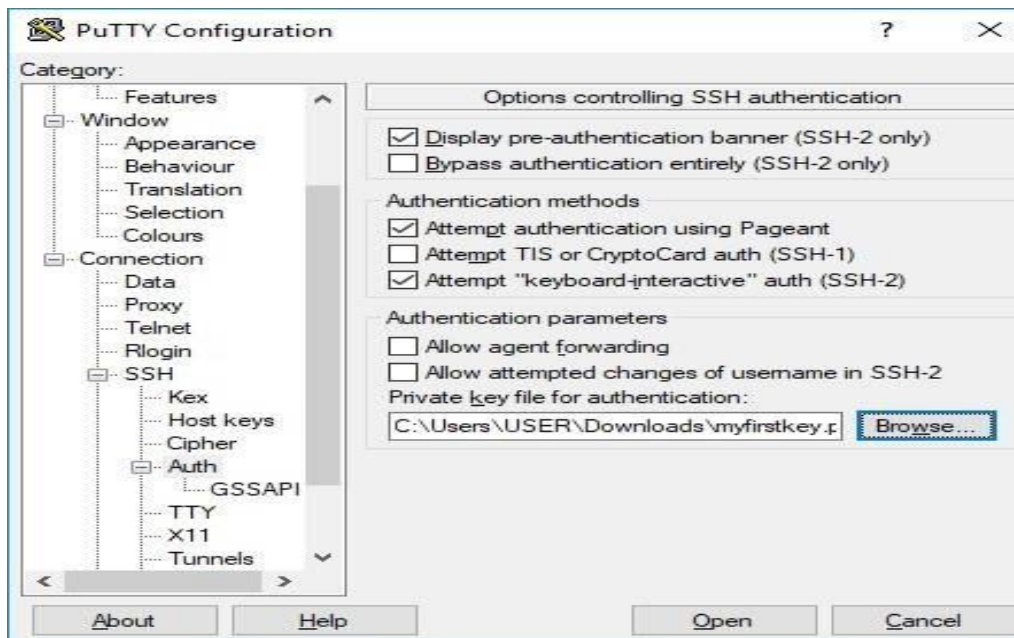 PuTTY Configuration
?
Category:
Features
Window
Appearance
Behaviour
Translation
Selection
Colours
Connection
Data
Proxy
Telnet
Rlogin
SSH
Kex
Host keys
Cipher
Auth
GSSAPI
TTY
X11
Tunnels
Options controlling SSH authentication
Display pre-authentication banner (SSH-2 only)
Bypass authentication entirely (SSH-2 only)
Authentication methods
Attempt authentication using Pageant
Attempt TIS or CryptoCard auth (SSH-1)
Attempt "keyboard-interactive" auth (SSH-2)
Authentication parameters
Allow agent forwarding
Allow attempted changes of username in SSH-2
Private key file for authentication:
C:\Users\USER\Downloads\myfirstkey.p
Browse...
About
Help
Open
Cancel